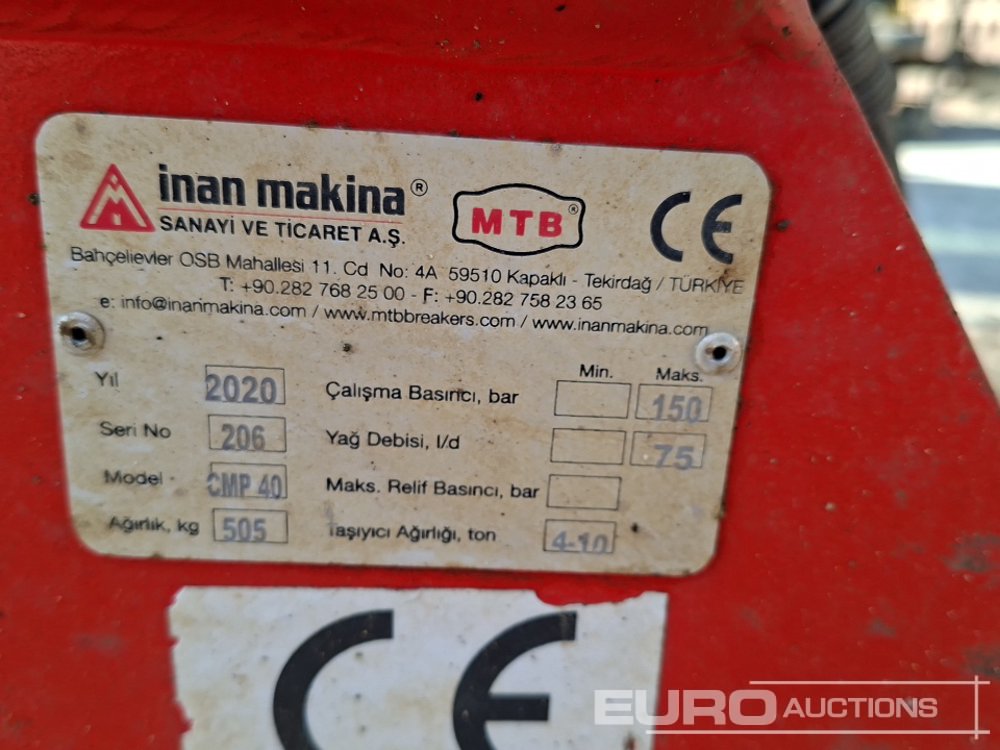 inan makina®
SANAYİ VE TİCARET A.Ş.
MTB®
CE
Bahçelievler OSB Mahallesi 11. Cd No: 4A 59510 Kapaklı - Tekirdağ / TÜRKİYE
T: +90.282 768 25 00 - F: +90.282 758 23 65
e: info@inanmakina.com / www.mtbbreakers.com / www.inanmakina.com
Min. Maks.
Yıl 2020 Çalışma Basıncı, bar 150
Seri No 206 Yağ Debisi, l/d 75
Model CMP 40 Maks. Relif Basıncı, bar
Ağırlık, kg 505 Taşıyıcı Ağırlığı, ton 4-10
CE
EURO AUCTIONS